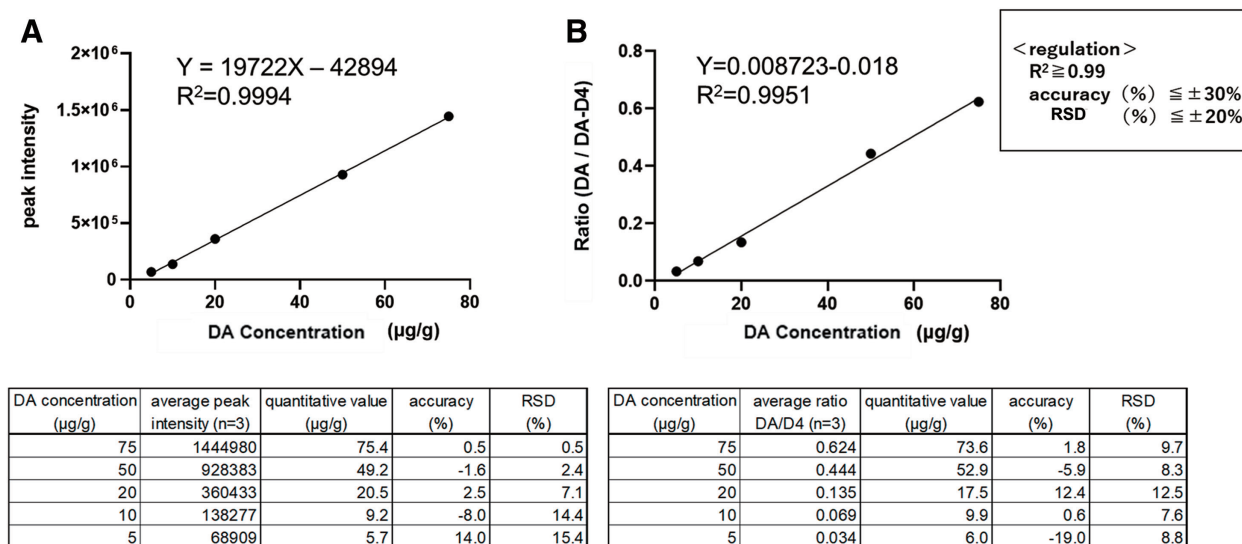 A
Y = 19722X – 42894
R²=0.9994
2×10⁶
1.5×10⁶
1×10⁶
5×10⁵
0
0 20 40 60 80
peak intensity
DA Concentration (µg/g)
B
Y=0.008723-0.018
R²=0.9951
0.8
0.6
0.4
0.2
0.0
0 20 40 60 80
Ratio (DA / DA-D4)
DA Concentration (µg/g)
＜regulation＞
R²≧0.99
accuracy （%） ≦ ±30%
RSD （%） ≦ ±20%
DA concentration average peak quantitative value accuracy RSD
(µg/g) intensity (n=3) (µg/g) (%) (%)
75 1444980 75.4 0.5 0.5
50 928383 49.2 -1.6 2.4
20 360433 20.5 2.5 7.1
10 138277 9.2 -8.0 14.4
5 68909 5.7 14.0 15.4
DA concentration average ratio quantitative value accuracy RSD
(µg/g) DA/D4 (n=3) (µg/g) (%) (%)
75 0.624 73.6 1.8 9.7
50 0.444 52.9 -5.9 8.3
20 0.135 17.5 12.4 12.5
10 0.069 9.9 0.6 7.6
5 0.034 6.0 -19.0 8.8